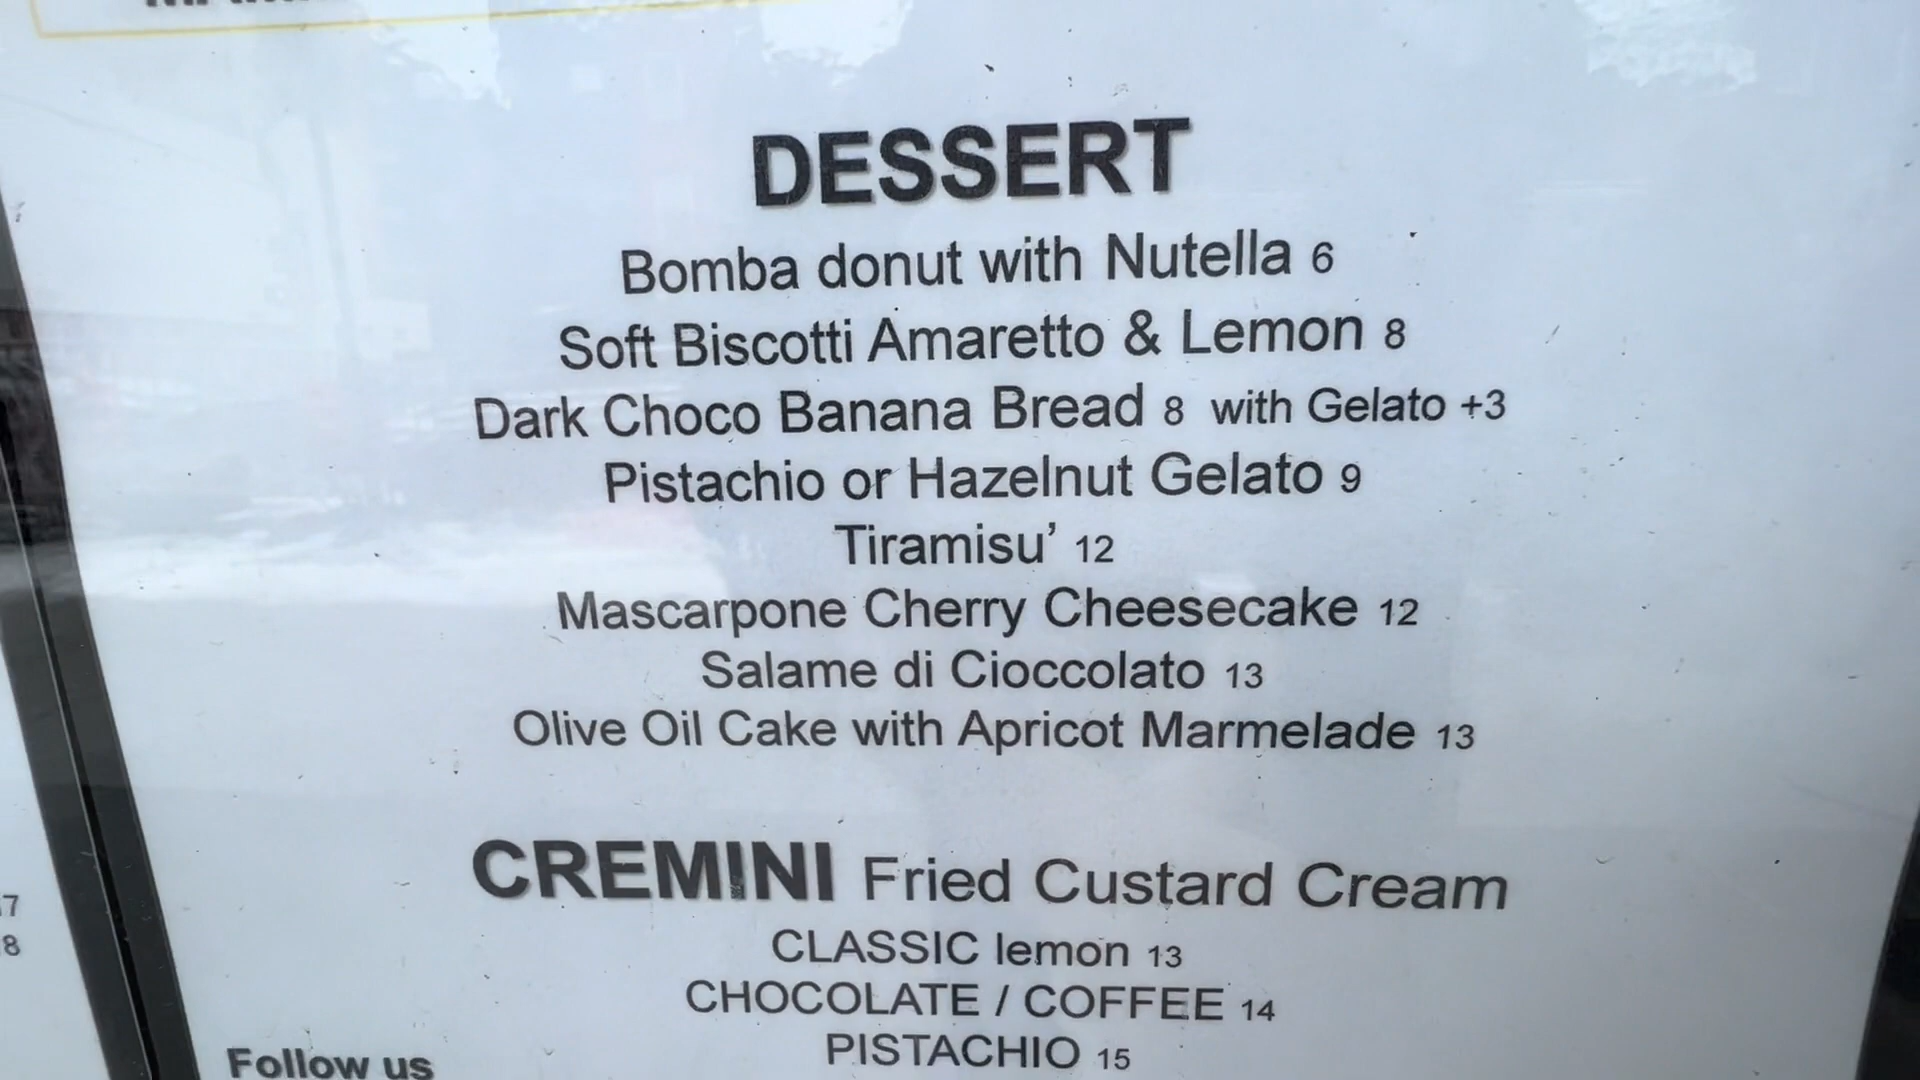 DESSERT
Bomba donut with Nutella 6
Soft Biscotti Amaretto & Lemon 8
Dark Choco Banana Bread 8 with Gelato +3
Pistachio or Hazelnut Gelato 9
Tiramisu’ 12
Mascarpone Cherry Cheesecake 12
Salame di Cioccolato 13
Olive Oil Cake with Apricot Marmelade 13
CREMINI Fried Custard Cream
CLASSIC lemon 13
CHOCOLATE / COFFEE 14
PISTACHIO 15
Follow us